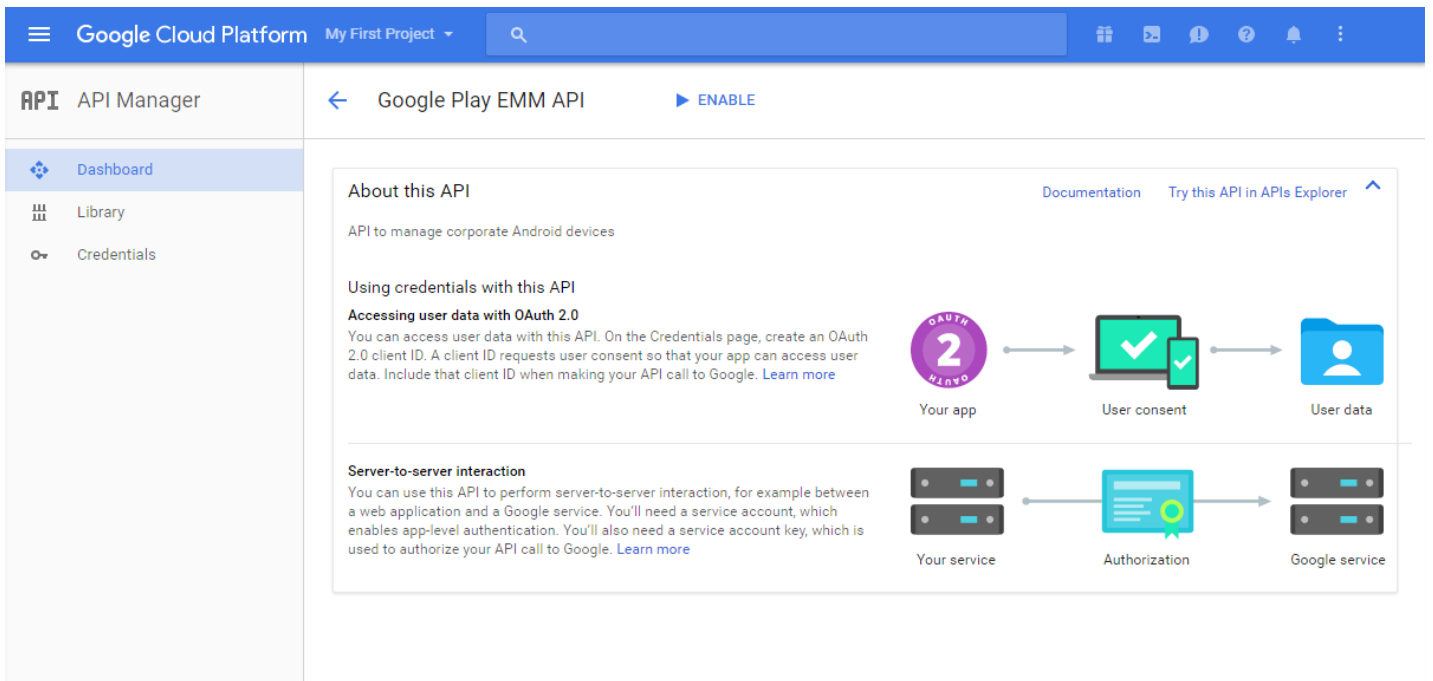 Google Cloud Platform My First Project
API API Manager
Google Play EMM API ENABLE
Dashboard
Library
Credentials
About this API
Documentation Try this API in APIs Explorer
API to manage corporate Android devices
Using credentials with this API
Accessing user data with OAuth 2.0
You can access user data with this API. On the Credentials page, create an OAuth
2.0 client ID. A client ID requests user consent so that your app can access user
data. Include that client ID when making your API call to Google. Learn more
OAUTH
2
OAUTH
Your app
User consent
User data
Server-to-server interaction
You can use this API to perform server-to-server interaction, for example between
a web application and a Google service. You'll need a service account, which
enables app-level authentication. You'll also need a service account key, which is
used to authorize your API call to Google. Learn more
Your service
Authorization
Google service